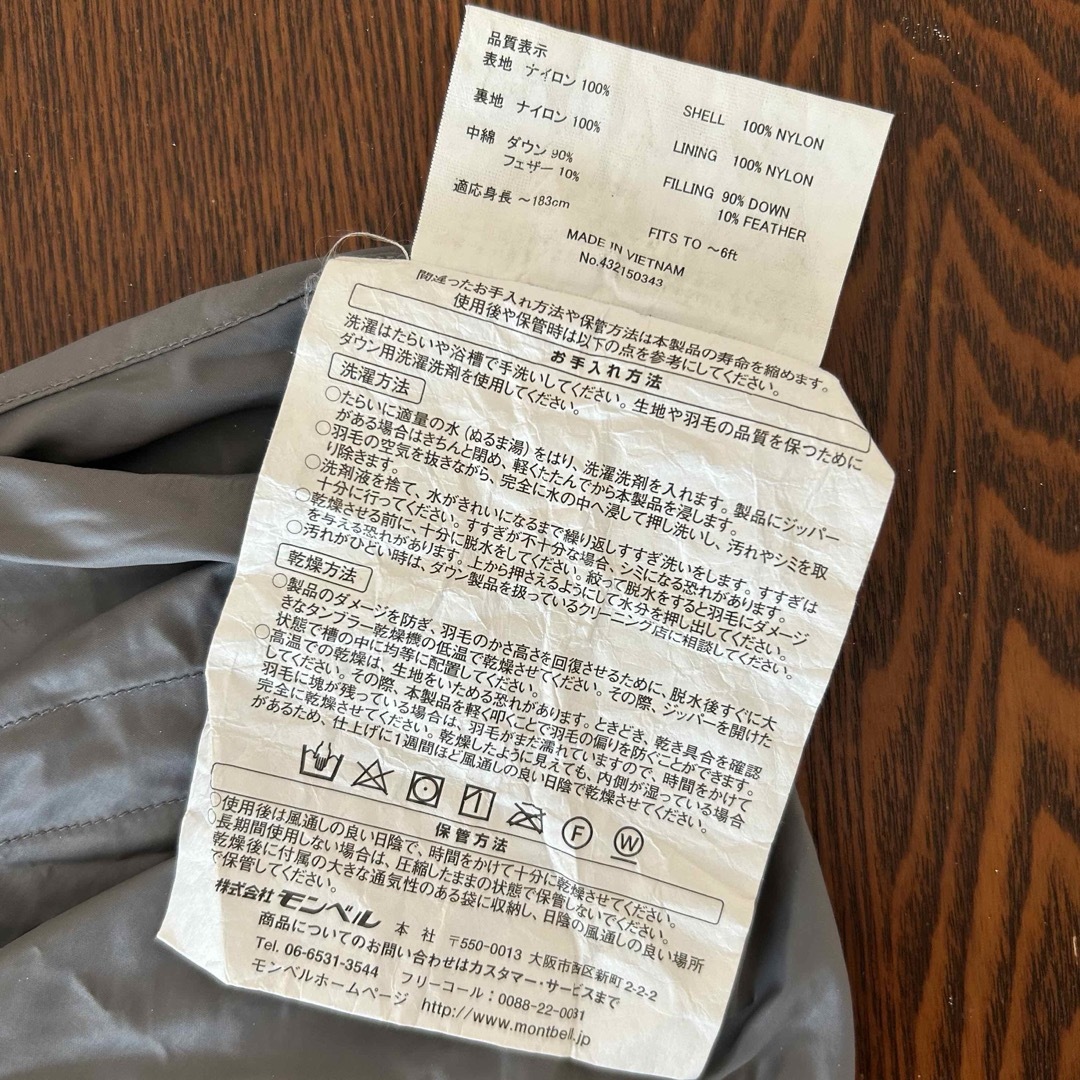 品質表示
表地 ナイロン 100%
裏地 ナイロン 100%
中綿 ダウン 90%
フェザー 10%
適応身長 ～183cm
SHELL 100% NYLON
LINING 100% NYLON
FILLING 90% DOWN
10% FEATHER
FITS TO ～6ft
MADE IN VIETNAM
No.432150343
間違ったお手入れ方法や保管方法は本製品の寿命を縮めます。
使用後や保管時は以下の点を参考にしてください。
お手入れ方法
洗濯はたらいや浴槽で手洗いしてください。生地や羽毛の品質を保つために
ダウン用洗濯洗剤を使用してください。
洗濯方法
○たらいに適量の水（ぬるま湯）をはり、洗濯洗剤を入れます。製品にジッパー
がある場合はきちんと閉め、軽くたたんでから本製品を浸します。
○羽毛の空気を抜きながら、完全に水の中へ浸して押し洗いし、汚れやシミを取
り除きます。
○洗剤液を捨て、水がきれいになるまで繰り返しすすぎ洗いをします。すすぎは
十分に行ってください。すすぎが不十分な場合、シミになる恐れがあります。
○乾燥させる前に、十分に脱水をしてください。絞って脱水をすると羽毛にダメージ
を与える恐れがあります。上から押さえるようにして水分を押し出してください。
○汚れがひどい時は、ダウン製品を扱っているクリーニング店に相談してください。
乾燥方法
○製品のダメージを防ぎ、羽毛のかさ高さを回復させるために、脱水後すぐに大
きなタンブラー乾燥機の低温で乾燥させてください。その際、ジッパーを開けた
状態で槽の中に均等に配置してください。
○高温での乾燥は、生地をいためる恐れがあります。ときどき、乾き具合を確認
してください。その際、本製品を軽く叩くことで羽毛の偏りを防ぐことができます。
羽毛に塊が残っている場合は、羽毛がまだ濡れていますので、時間をかけて
完全に乾燥させてください。乾燥したように見えても、内側が湿っている場合
があるため、仕上げに1週間ほど風通しの良い日陰で乾燥させてください。
1 F W
保管方法
○使用後は風通しの良い日陰で、時間をかけて十分に乾燥させてください。
○長期間使用しない場合は、圧縮したままの状態で保管しないでください。
乾燥後に付属の大きな通気性のある袋に収納し、日陰の風通しの良い場所
で保管してください。
株式会社 モンベル 本 社 〒550-0013 大阪市西区新町2-2-2
商品についてのお問い合わせはカスタマー・サービスまで
Tel. 06-6531-3544 フリーコール：0088-22-0031
モンベルホームページ http://www.montbell.jp